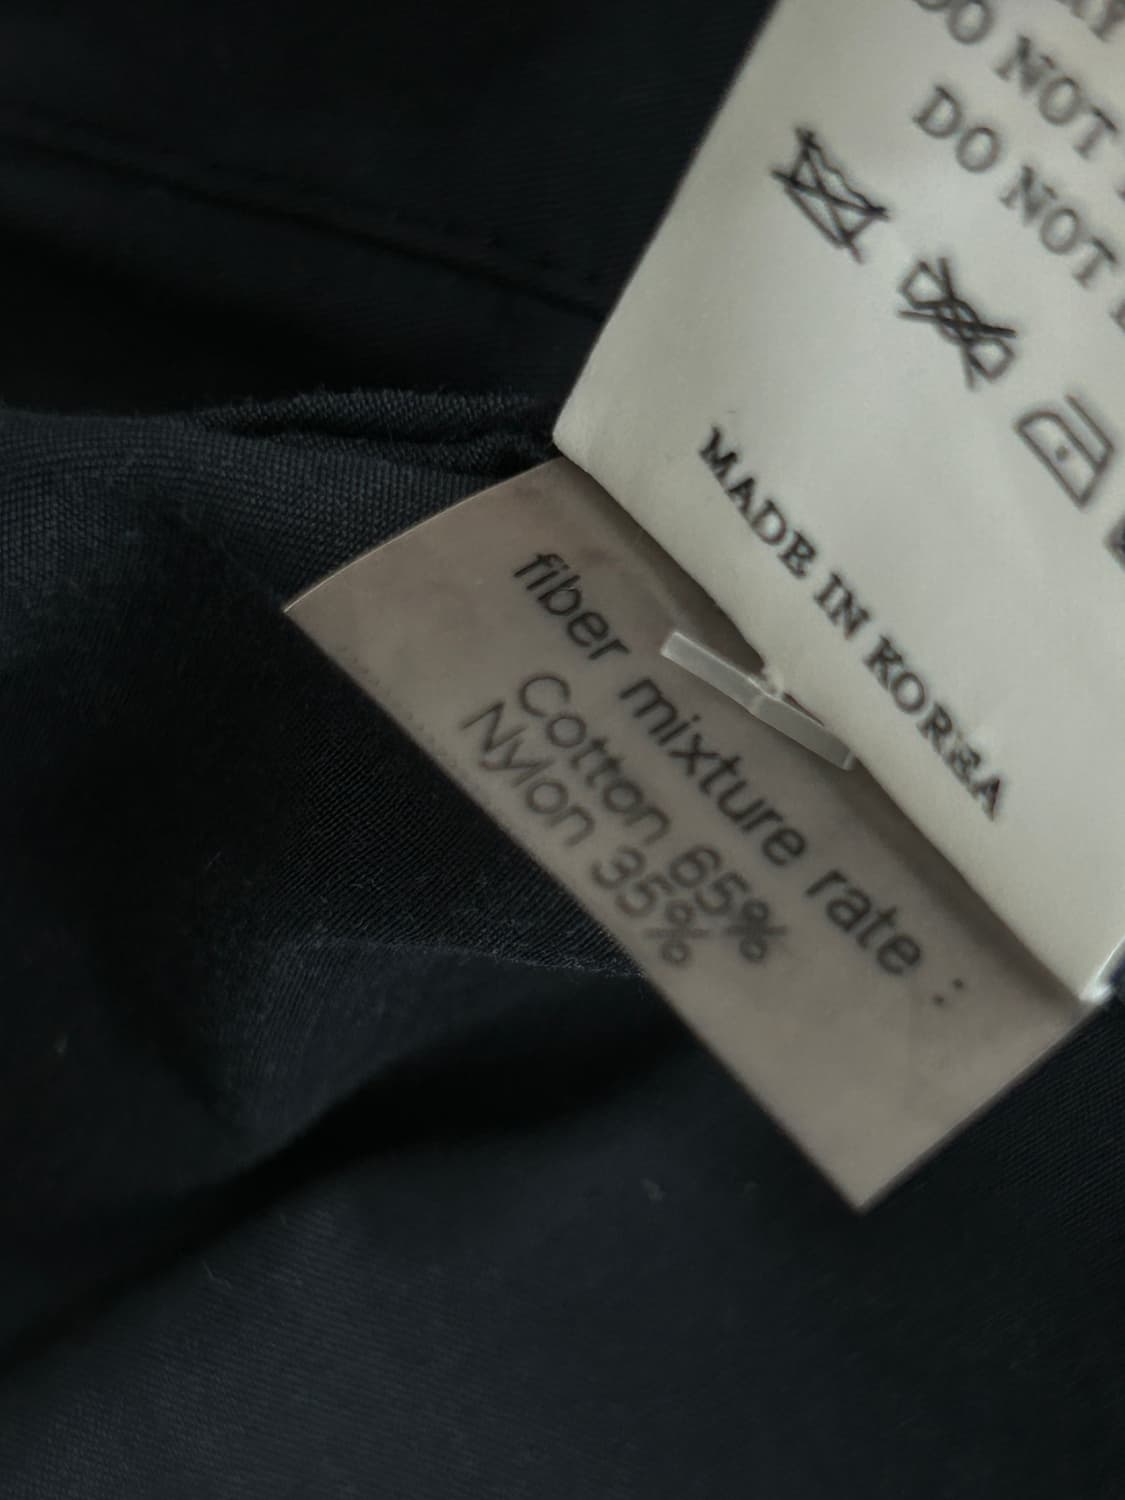 DO NOT
DO NOT
MADE IN KOREA
fiber mixture rate :
Cotton 65%
Nylon 35%